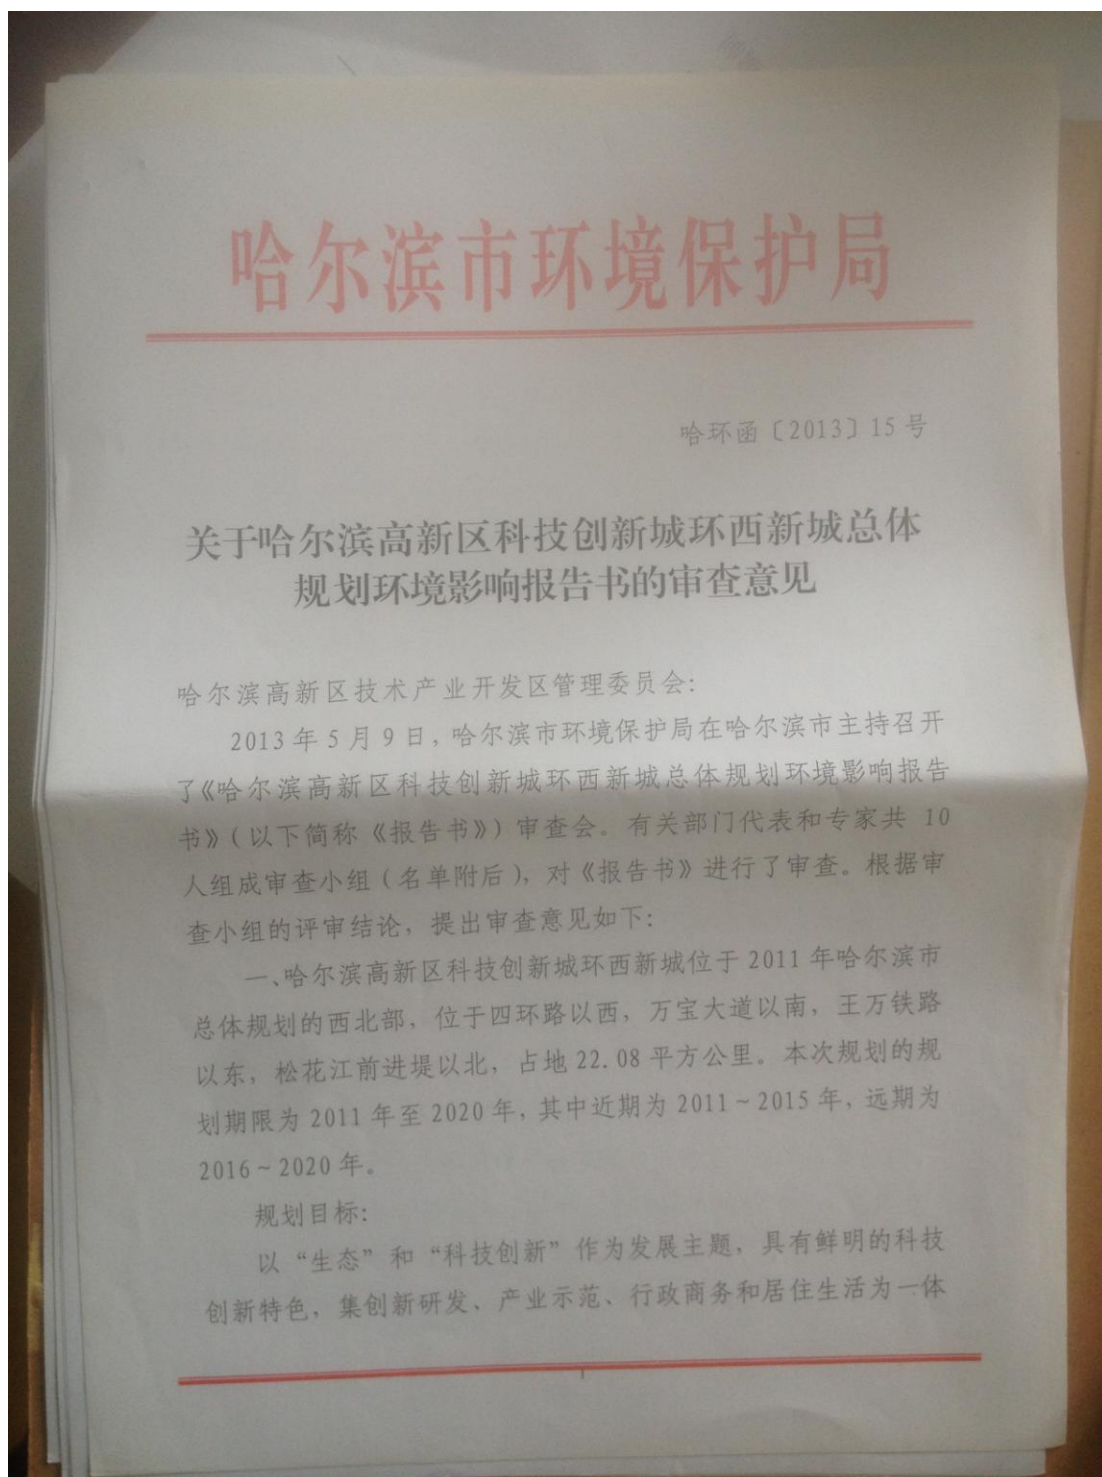 哈尔滨市环境保护局
哈环函〔2013〕15号
关于哈尔滨高新区科技创新城环西新城总体
规划环境影响报告书的审查意见
哈尔滨高新区技术产业开发区管理委员会：
2013年5月9日，哈尔滨市环境保护局在哈尔滨市主持召开
了《哈尔滨高新区科技创新城环西新城总体规划环境影响报告
书》（以下简称《报告书》）审查会。有关部门代表和专家共 10
人组成审查小组（名单附后），对《报告书》进行了审查。根据审
查小组的评审结论，提出审查意见如下：
一、哈尔滨高新区科技创新城环西新城位于2011年哈尔滨市
总体规划的西北部，位于四环路以西，万宝大道以南，王万铁路
以东，松花江前进堤以北，占地22.08平方公里。本次规划的规
划期限为2011年至2020年，其中近期为2011～2015年，远期为
2016～2020年。
规划目标：
以“生态”和“科技创新”作为发展主题，具有鲜明的科技
创新特色，集创新研发、产业示范、行政商务和居住生活为一体